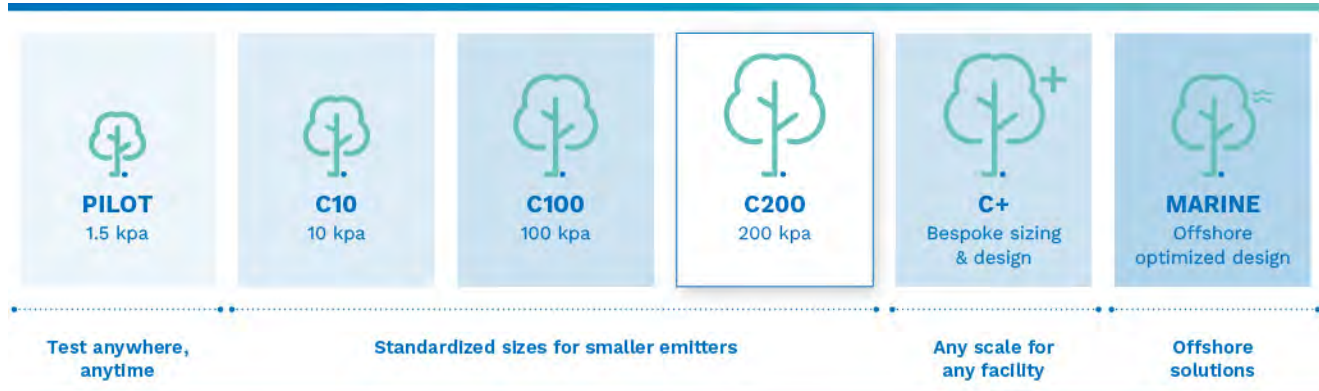 PILOT
1.5 kpa
C10
10 kpa
C100
100 kpa
C200
200 kpa
C+
Bespoke sizing
& design
MARINE
Offshore
optimized design
Test anywhere,
anytime
Standardized sizes for smaller emitters
Any scale for
any facility
Offshore
solutions